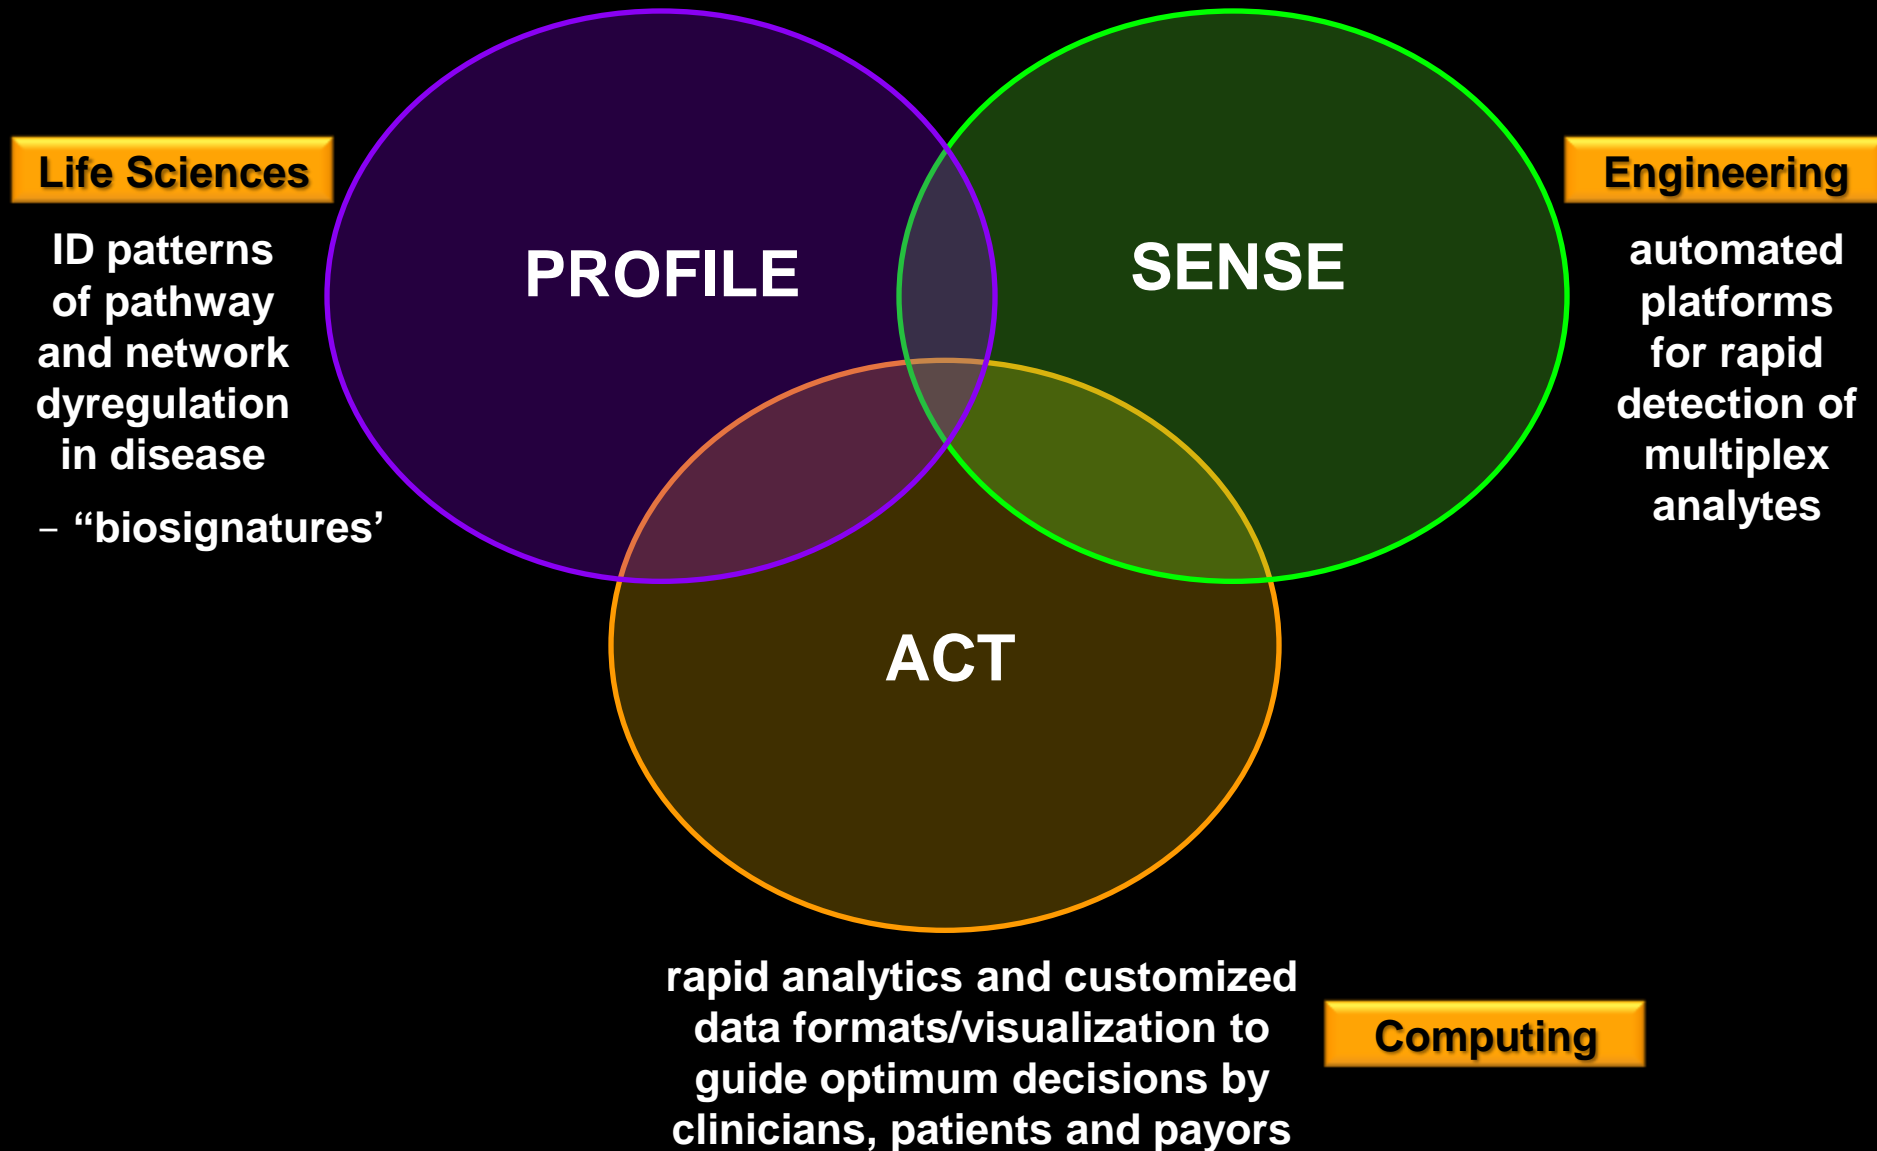 Life Sciences
ID patterns
of pathway
and network
dyregulation
in disease
– “biosignatures’
PROFILE
SENSE
Engineering
automated
platforms
for rapid
detection of
multiplex
analytes
ACT
rapid analytics and customized
data formats/visualization to
guide optimum decisions by
clinicians, patients and payors
Computing